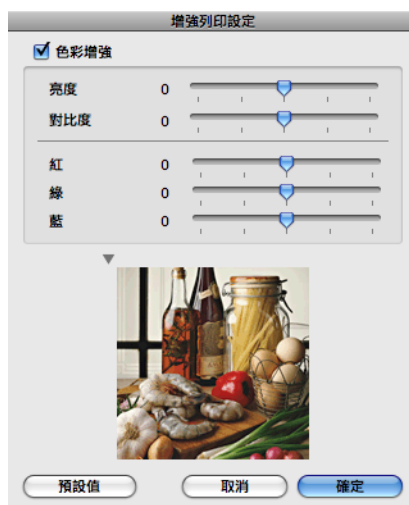 增強列印設定
色彩增強
亮度 0
對比度 0
紅 0
綠 0
藍 0
預設值 取消 確定